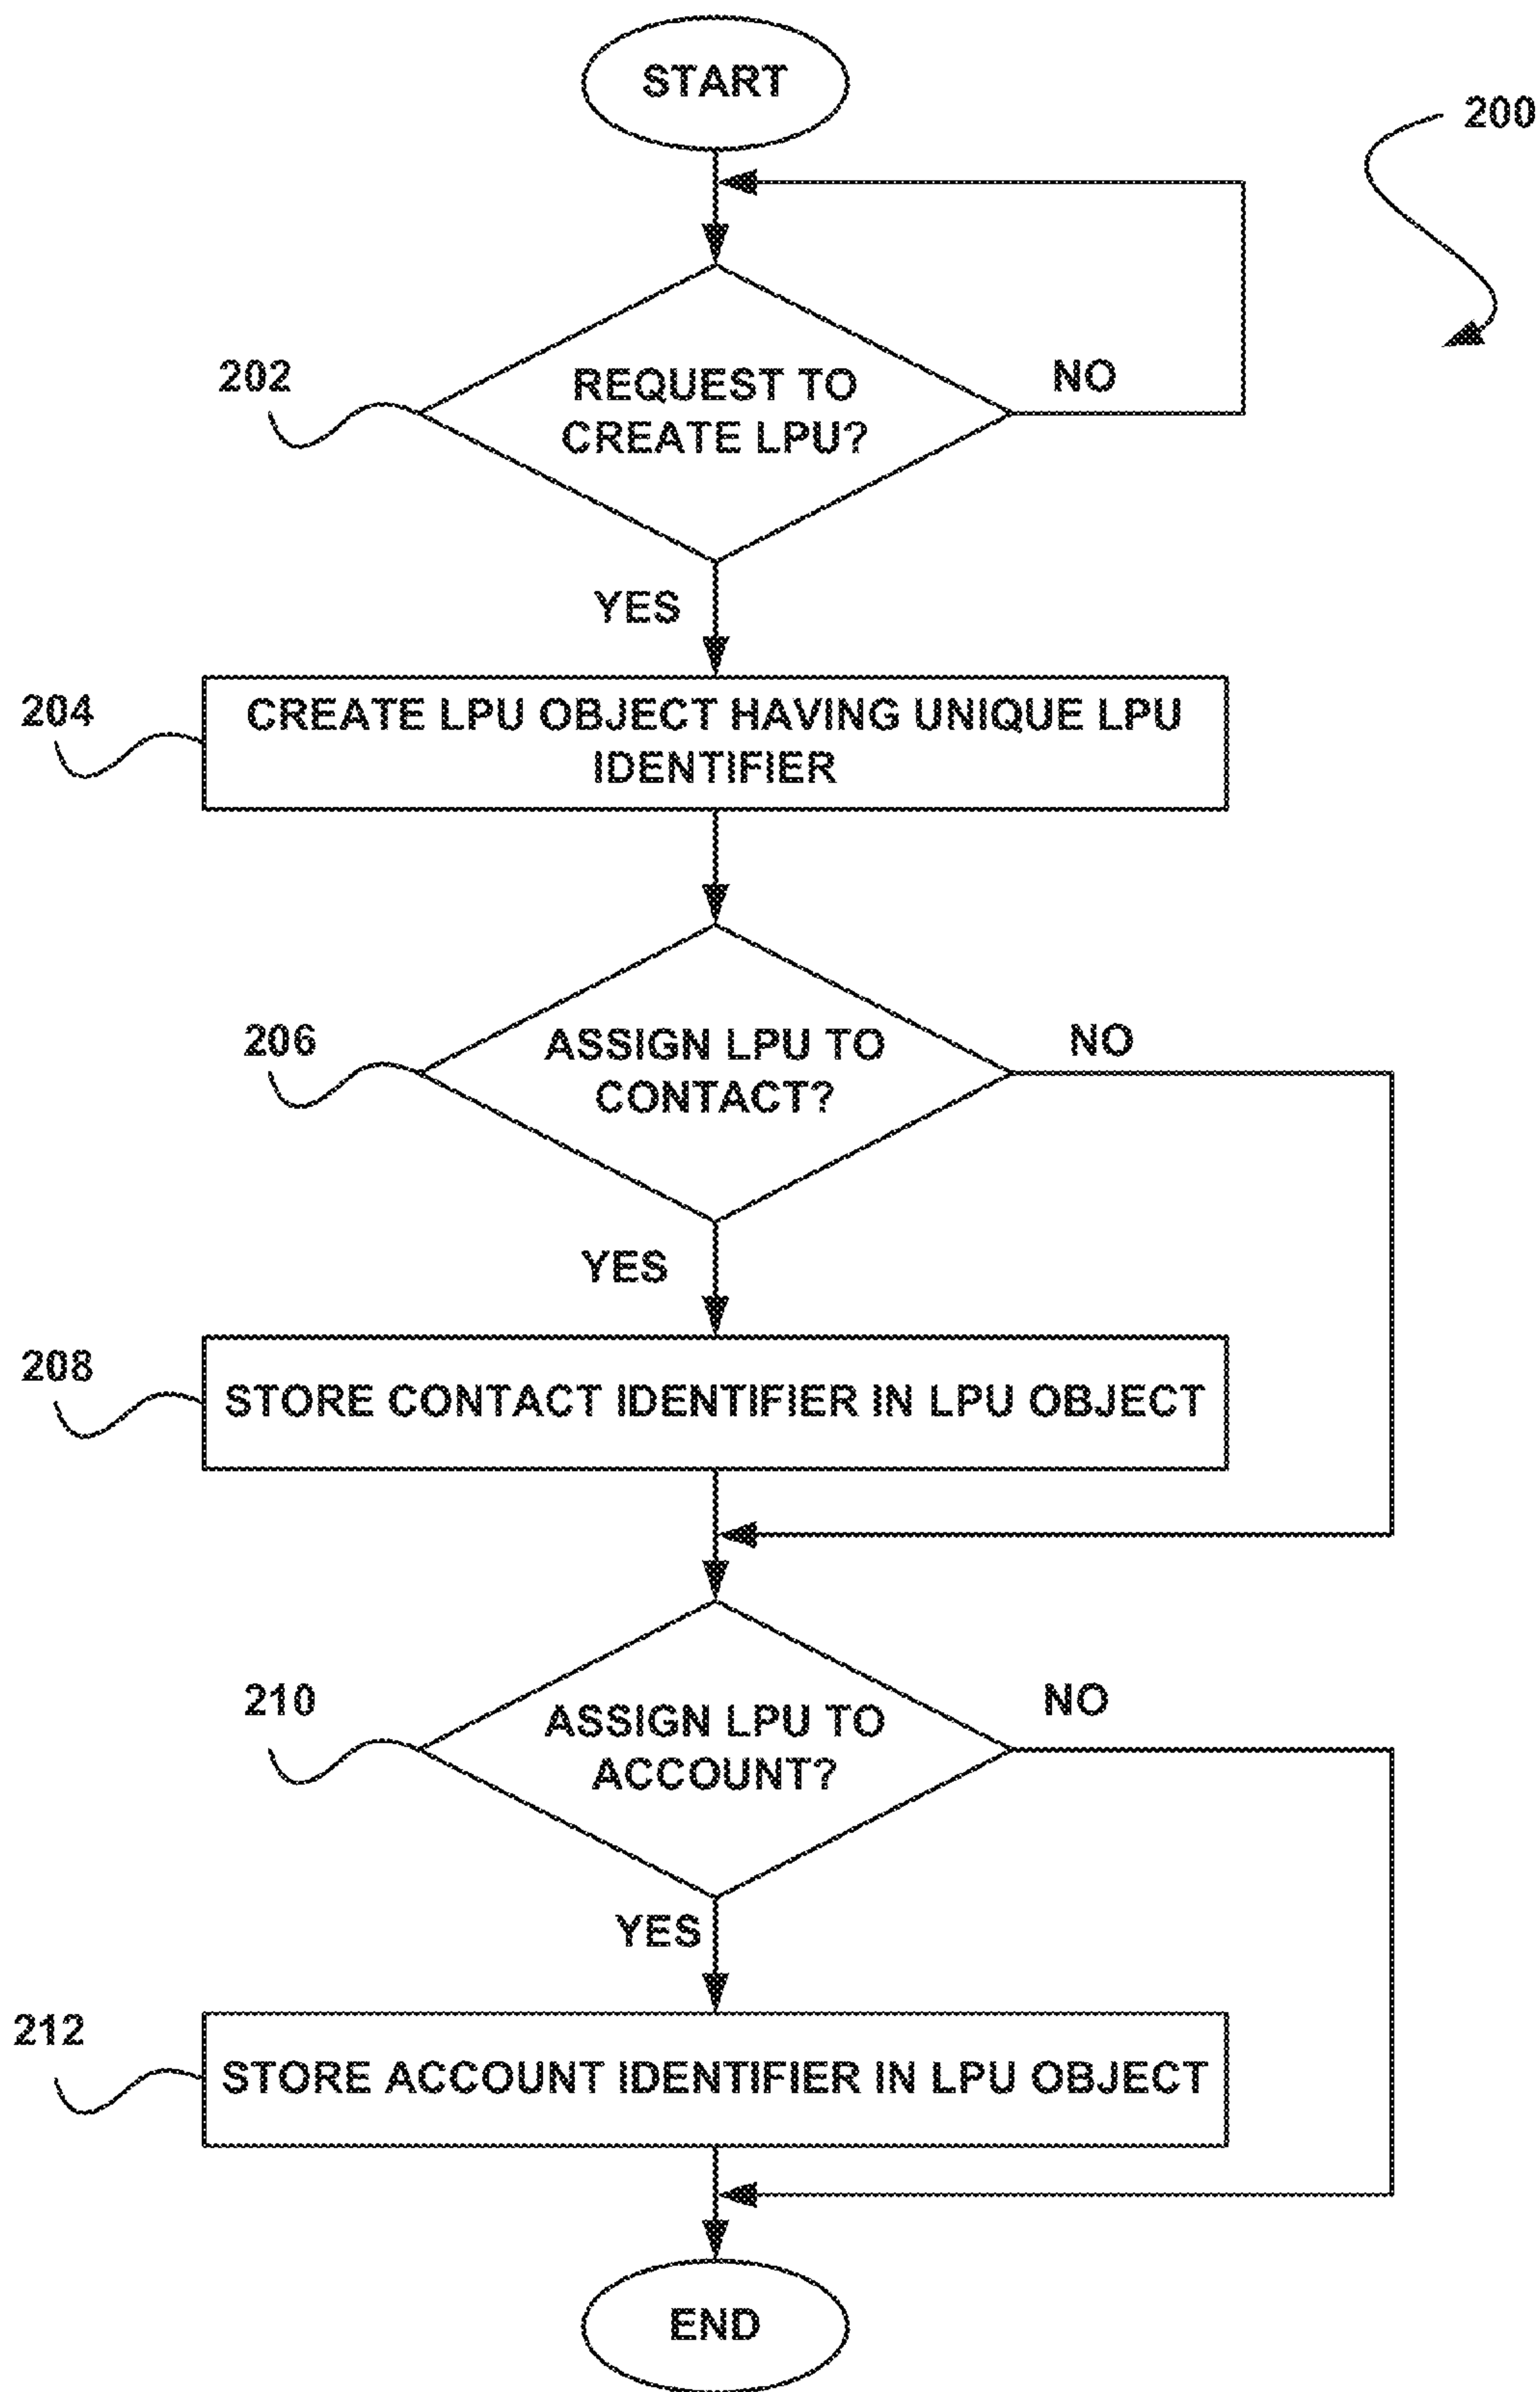 START
200
202
REQUEST TO
CREATE LPU?
NO
YES
204
CREATE LPU OBJECT HAVING UNIQUE LPU
IDENTIFIER
206
ASSIGN LPU TO
CONTACT?
NO
YES
208
STORE CONTACT IDENTIFIER IN LPU OBJECT
210
ASSIGN LPU TO
ACCOUNT?
NO
YES
212
STORE ACCOUNT IDENTIFIER IN LPU OBJECT
END